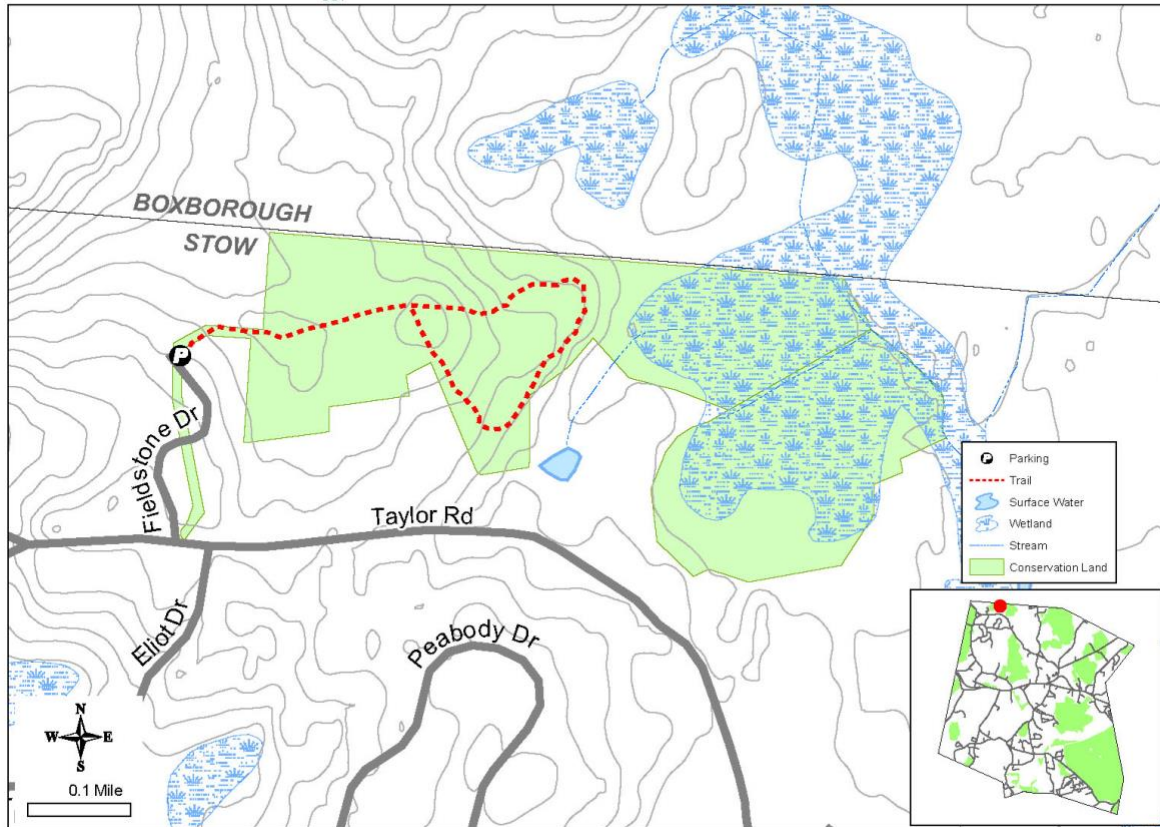 BOXBOROUGH
STOW
P
Fieldstone Dr
Taylor Rd
Eliot Dr
Peabody Dr
P Parking
Trail
Surface Water
Wetland
Stream
Conservation Land
N
W E
S
0.1 Mile